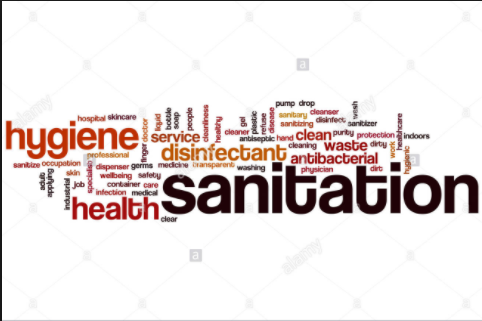 pump drop
disease
wash
hospital skincare
liquid
bottle
soap
people
cleanliness
healthy
gel
plastic
refuse
sanitary
cleanser
sanitizing
disinfect
sanitizer
doctor
hygiene
service
cleaner
antiseptic
hand
clean
purity
protection
healthcare
indoors
finger
disinfectant
cleaning
waste
dirty
work
hygienic
sanitize
occupation
professional
germs
medicine
transparent
washing
antibacterial
skin
specialist
dispenser
physician
dirt
adult
applying
wellbeing
safety
sanitation
industrial
job
container
care
infection
medical
health
clear
a
a
alamy